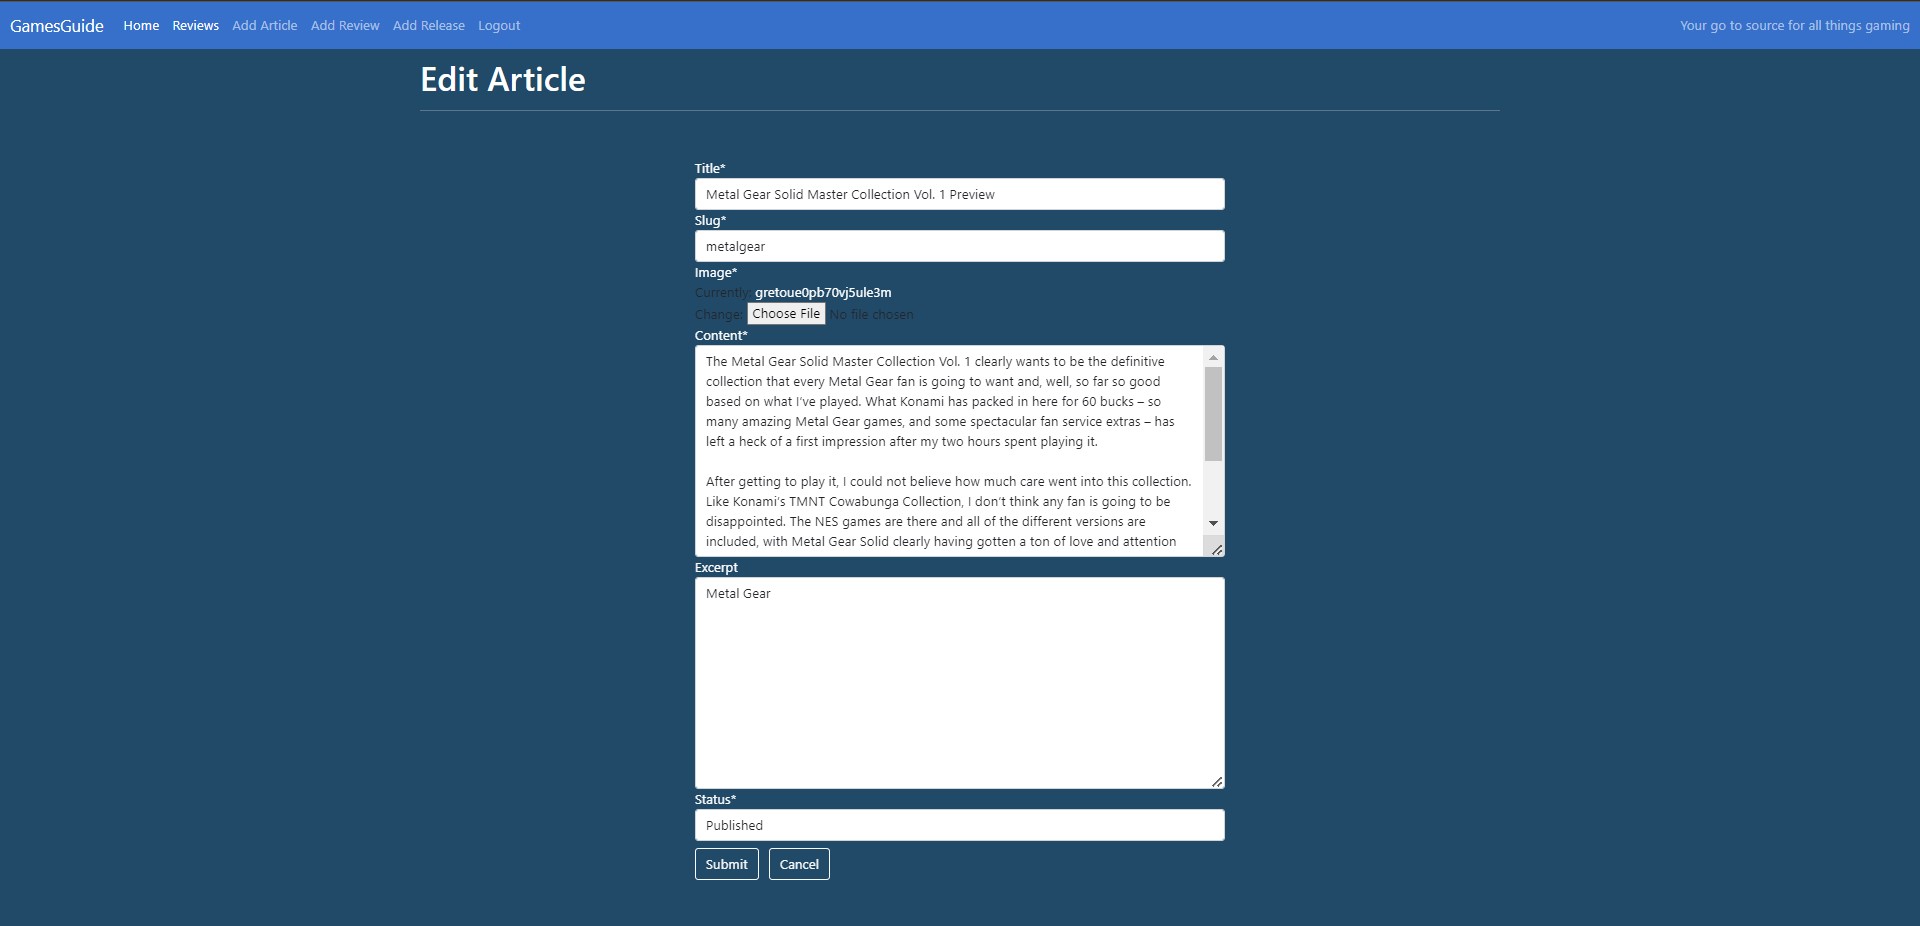 GamesGuide Home Reviews Add Article Add Review Add Release Logout Your go to source for all things gaming
Edit Article
Title*
Metal Gear Solid Master Collection Vol. 1 Preview
Slug*
metalgear
Image*
Currently: gretoue0pb70vj5ule3m
Change: Choose File No file chosen
Content*
The Metal Gear Solid Master Collection Vol. 1 clearly wants to be the definitive
collection that every Metal Gear fan is going to want and, well, so far so good
based on what I've played. What Konami has packed in here for 60 bucks – so
many amazing Metal Gear games, and some spectacular fan service extras – has
left a heck of a first impression after my two hours spent playing it.
After getting to play it, I could not believe how much care went into this collection.
Like Konami's TMNT Cowabunga Collection, I don't think any fan is going to be
disappointed. The NES games are there and all of the different versions are
included, with Metal Gear Solid clearly having gotten a ton of love and attention
Excerpt
Metal Gear
Status*
Published
Submit Cancel